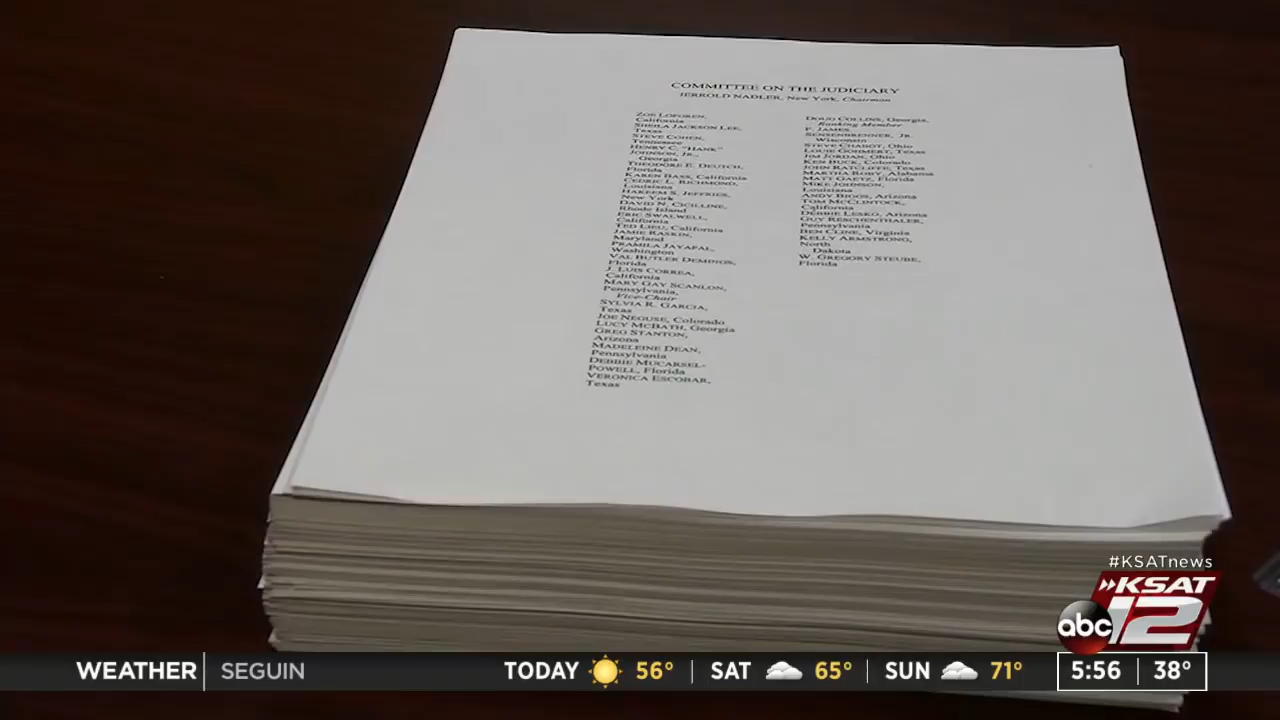 COMMITTEE ON THE JUDICIARY
JERROLD NADLER, New York, Chairman
ZOE LOFGREN,
California
SHEILA JACKSON LEE,
Texas
STEVE COHEN,
Tennessee
HENRY C. "HANK"
JOHNSON, JR.,
Georgia
THEODORE E. DEUTCH,
Florida
KAREN BASS, California
CEDRIC L. RICHMOND,
Louisiana
HAKEEM S. JEFFRIES,
New York
DAVID N. CICILLINE,
Rhode Island
ERIC SWALWELL,
California
TED LIEU, California
JAMIE RASKIN,
Maryland
PRAMILA JAYAPAL,
Washington
VAL BUTLER DEMINGS,
Florida
J. LUIS CORREA,
California
MARY GAY SCANLON,
Pennsylvania,
Vice-Chair
SYLVIA R. GARCIA,
Texas
JOE NEGUSE, Colorado
LUCY MCBATH, Georgia
GREG STANTON,
Arizona
MADELEINE DEAN,
Pennsylvania
DEBBIE MUCARSEL-
POWELL, Florida
VERONICA ESCOBAR,
Texas
DOUG COLLINS, Georgia,
Ranking Member
F. JAMES
SENSENBRENNER, JR.
Wisconsin
STEVE CHABOT, Ohio
LOUIE GOHMERT, Texas
JIM JORDAN, Ohio
KEN BUCK, Colorado
JOHN RATCLIFFE, Texas
MARTHA ROBY, Alabama
MATT GAETZ, Florida
MIKE JOHNSON,
Louisiana
ANDY BIGGS, Arizona
TOM MCCLINTOCK,
California
DEBBIE LESKO, Arizona
GUY RESCHENTHALER,
Pennsylvania
BEN CLINE, Virginia
KELLY ARMSTRONG,
North
Dakota
W. GREGORY STEUBE,
Florida
#KSATnews
KSAT
abc 12
WEATHER SEGUIN TODAY 56° SAT 65° SUN 71° 5:56 38°